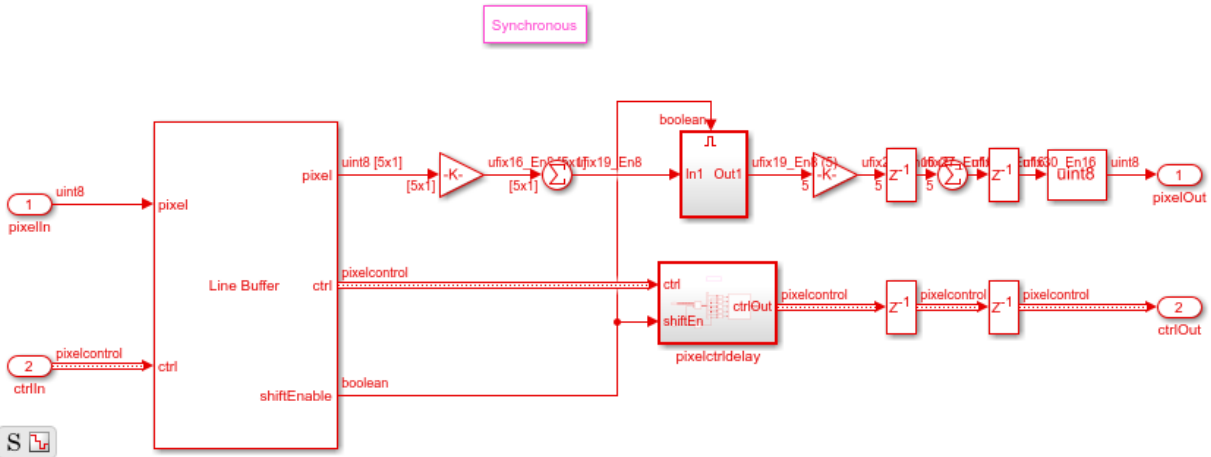 Synchronous
1
pixelIn
uint8
pixel
2
ctrlIn
pixelcontrol
ctrl
Line Buffer
pixel
ctrl
shiftEnable
uint8 [5x1]
[5x1]
-K-
[5x1]
ufix19_En8
boolean
In1 Out1
ufix19_En8 (5)
5
-K-
5
Z⁻¹
5
Z⁻¹
uint8
uint8
1
pixelOut
pixelcontrol
ctrl
shiftEn
ctrlOut
pixelctrldelay
pixelcontrol
Z⁻¹
pixelcontrol
Z⁻¹
pixelcontrol
2
ctrlOut
boolean
S